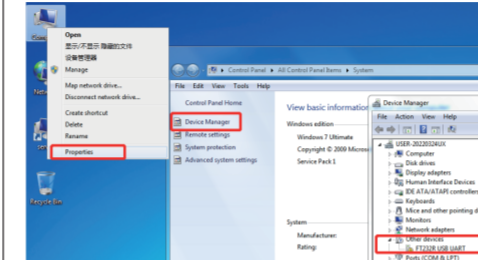 Computer
Open
显示/不显示 隐藏的文件
设备管理器
Manage
Map network drive...
Disconnect network drive...
Create shortcut
Delete
Rename
Properties
Recycle Bin
Control Panel ▸ All Control Panel Items ▸ System
File Edit View Tools Help
Control Panel Home
Device Manager
Remote settings
System protection
Advanced system settings
View basic information
Windows edition
Windows 7 Ultimate
Copyright © 2009 Micros
Service Pack 1
System
Manufacturer:
Rating:
Device Manager
File Action View Help
USER-20220324UX
Computer
Disk drives
Display adapters
Human Interface Devices
IDE ATA/ATAPI controllers
Keyboards
Mice and other pointing d
Monitors
Network adapters
Other devices
FT232R USB UART
Ports (COM & LPT)